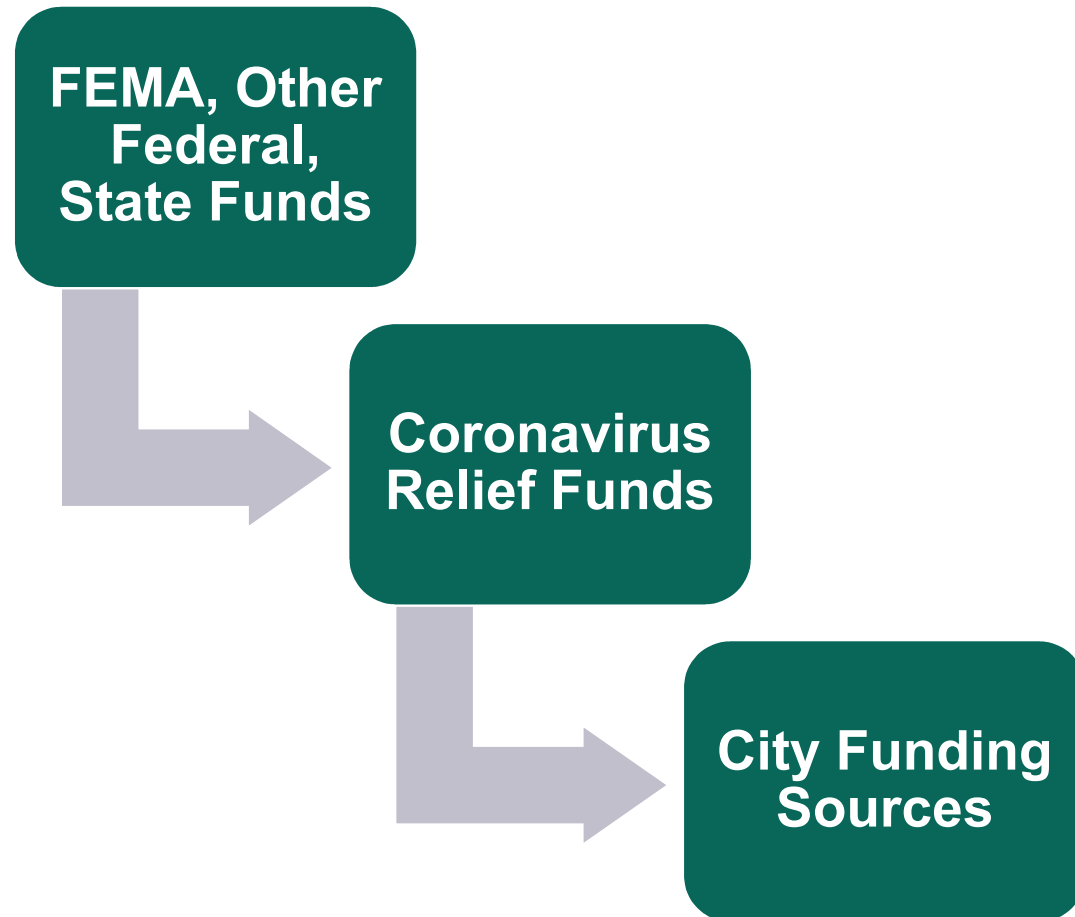 FEMA, Other
Federal,
State Funds
Coronavirus
Relief Funds
City Funding
Sources